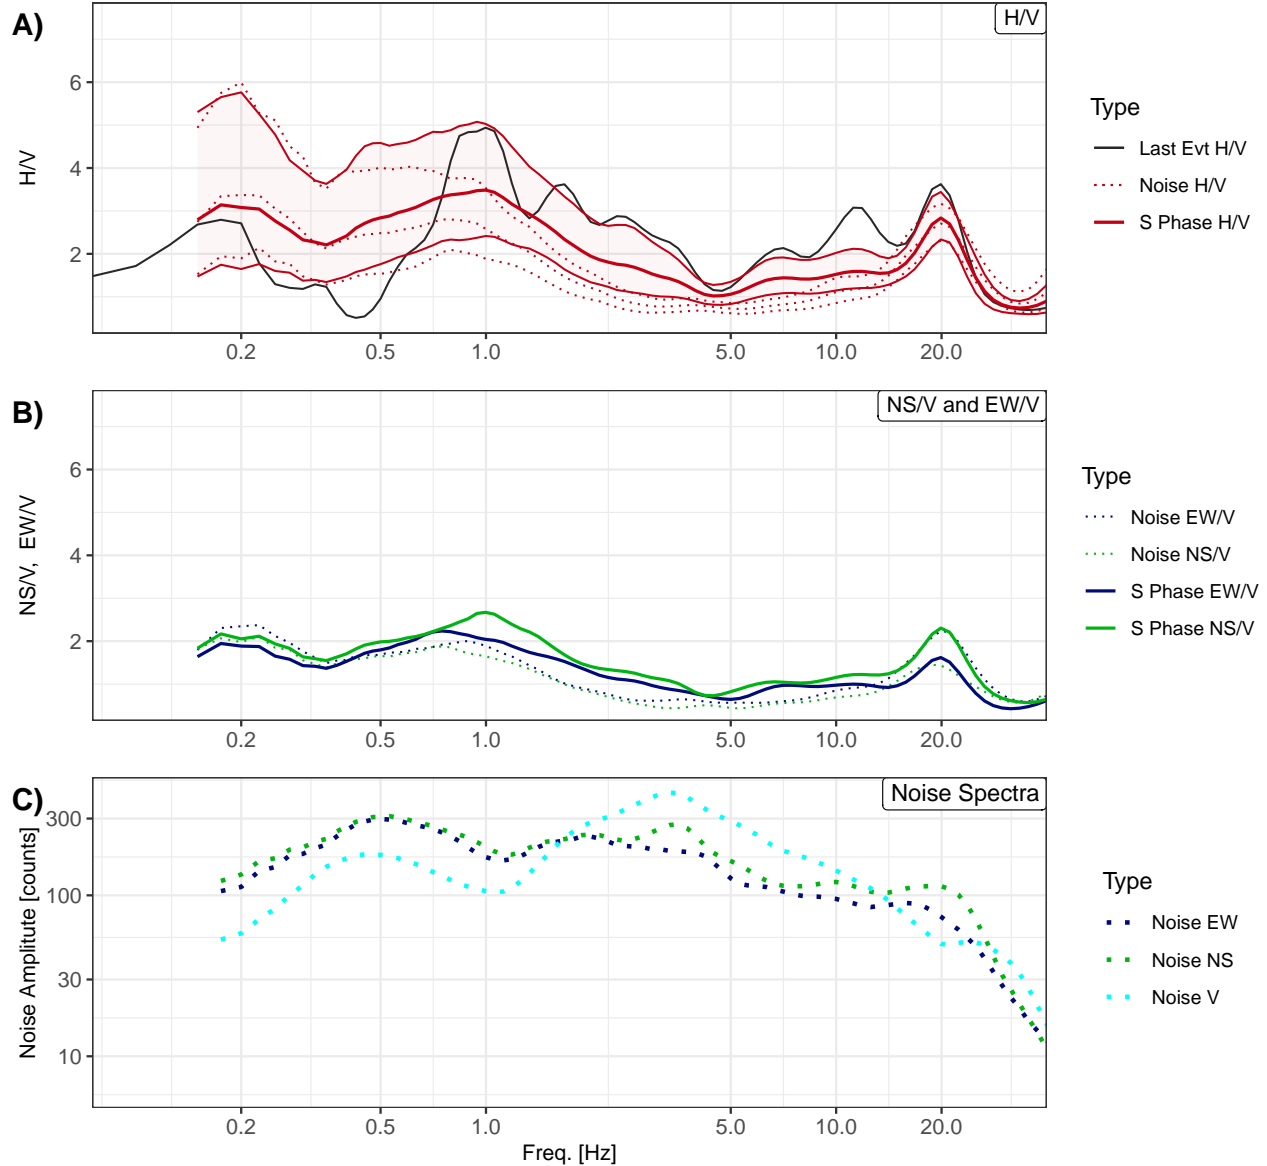 A)
H/V
H/V
6
4
2
0.2 0.5 1.0 5.0 10.0 20.0
Type
Last Evt H/V
Noise H/V
S Phase H/V
B)
NS/V and EW/V
NS/V, EW/V
6
4
2
0.2 0.5 1.0 5.0 10.0 20.0
Type
Noise EW/V
Noise NS/V
S Phase EW/V
S Phase NS/V
C)
Noise Spectra
Noise Amplitute [counts]
300
100
30
10
0.2 0.5 1.0 5.0 10.0 20.0
Freq. [Hz]
Type
Noise EW
Noise NS
Noise V